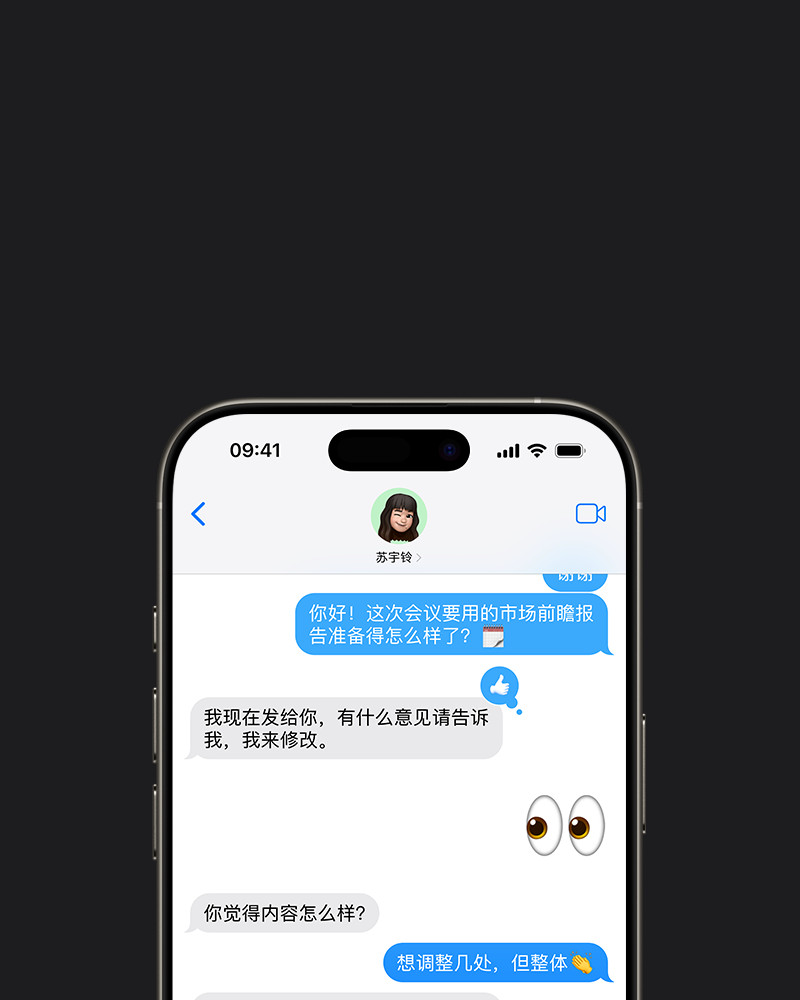 09:41
苏宇铃
谢谢
你好！这次会议要用的市场前瞻报
告准备得怎么样了？
我现在发给你，有什么意见请告诉
我，我来修改。
你觉得内容怎么样？
想调整几处，但整体